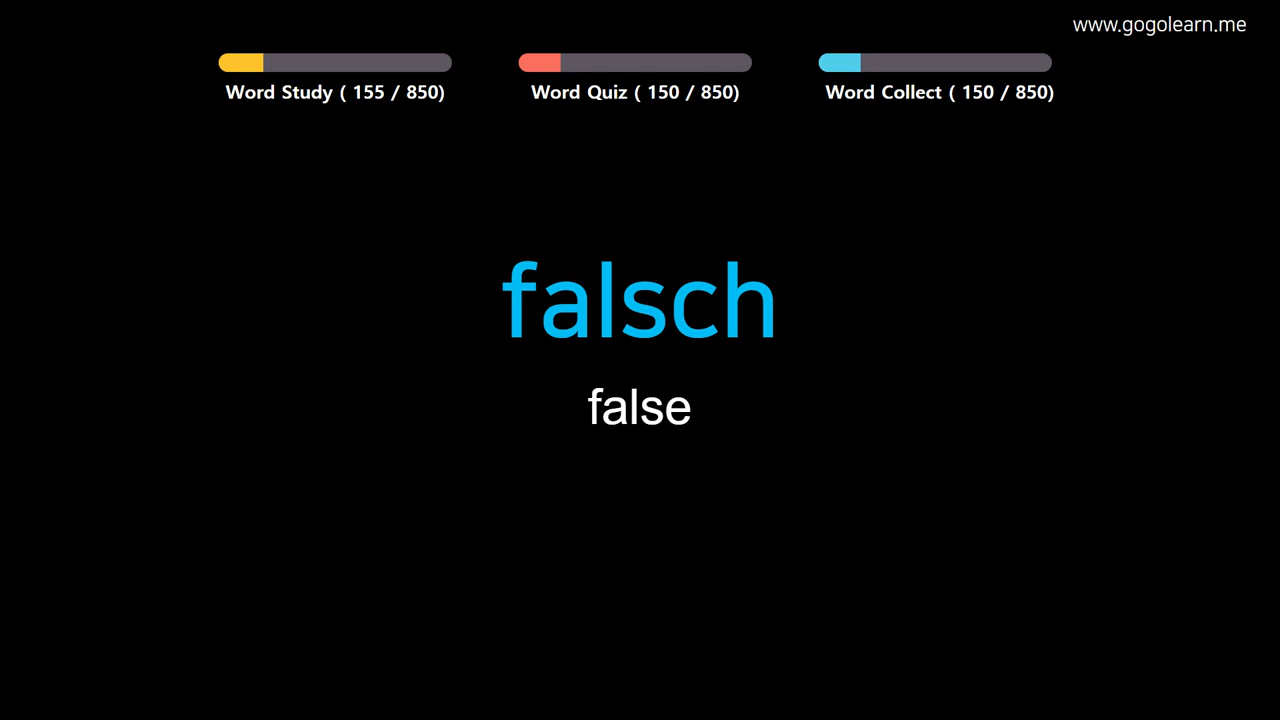 www.gogolearn.me
Word Study ( 155 / 850)
Word Quiz ( 150 / 850)
Word Collect ( 150 / 850)
falsch
false